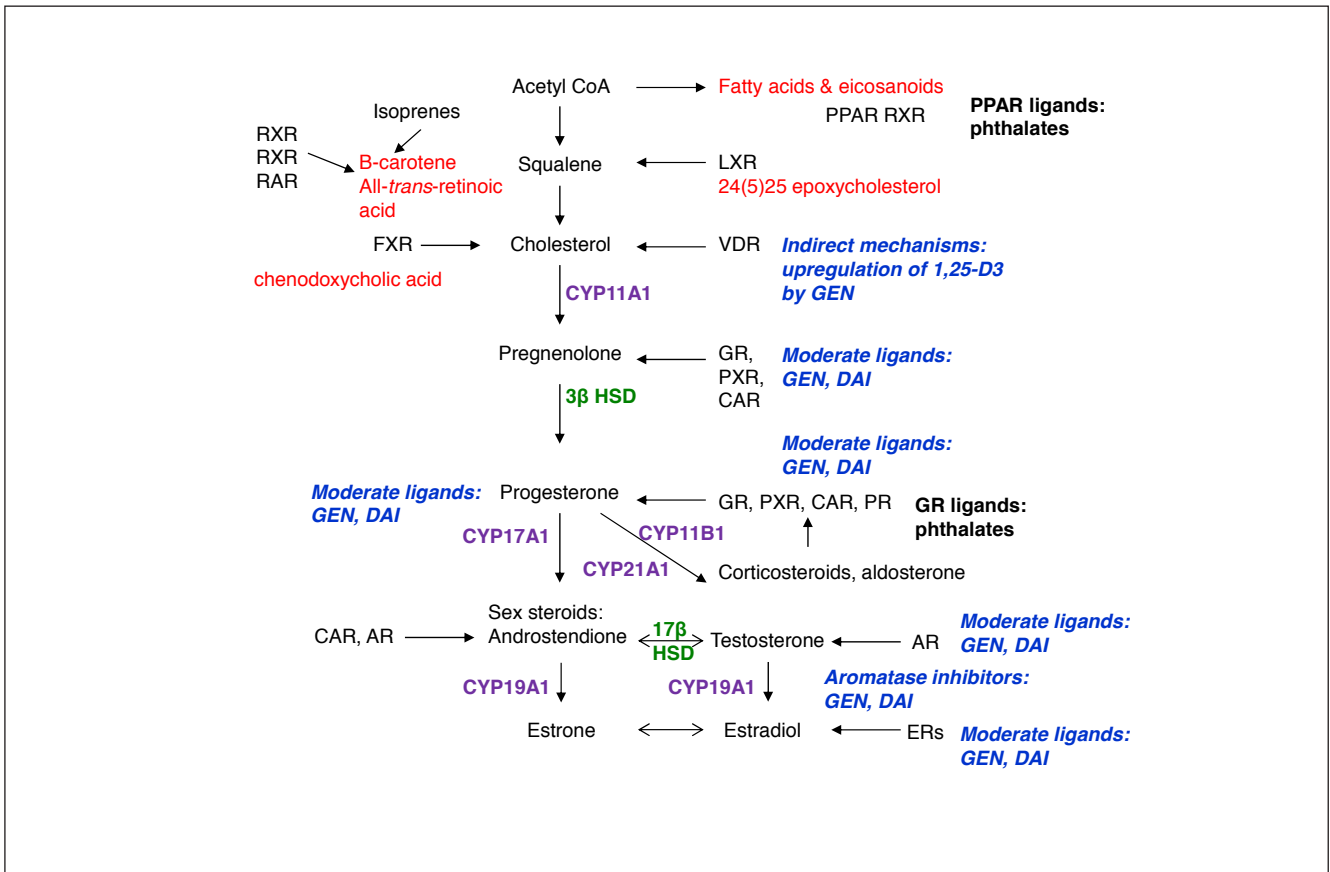 Acetyl CoA
Fatty acids & eicosanoids
PPAR RXR
PPAR ligands:
phthalates
Isoprenes
RXR
RXR
RAR
B-carotene
All-trans-retinoic
acid
Squalene
LXR
24(5)25 epoxycholesterol
FXR
Cholesterol
VDR
Indirect mechanisms:
upregulation of 1,25-D3
by GEN
chenodoxycholic acid
CYP11A1
Pregnenolone
GR,
PXR,
CAR
Moderate ligands:
GEN, DAI
3β HSD
Moderate ligands:
GEN, DAI
Moderate ligands:
GEN, DAI
Progesterone
GR, PXR, CAR, PR
GR ligands:
phthalates
CYP17A1
CYP11B1
CYP21A1
Corticosteroids, aldosterone
Sex steroids:
Androstendione
CAR, AR
17β
HSD
Testosterone
AR
Moderate ligands:
GEN, DAI
CYP19A1
CYP19A1
Aromatase inhibitors:
GEN, DAI
Estrone
Estradiol
ERs
Moderate ligands:
GEN, DAI